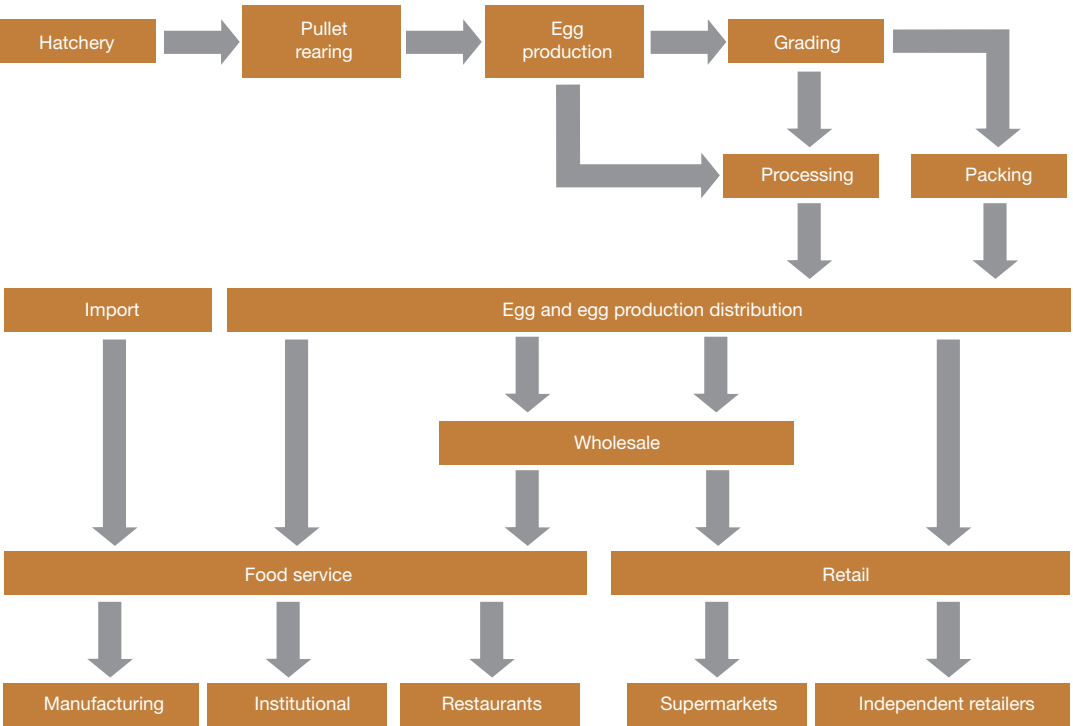 Hatchery
Pullet
rearing
Egg
production
Grading
Processing
Packing
Import
Egg and egg production distribution
Wholesale
Food service
Retail
Manufacturing
Institutional
Restaurants
Supermarkets
Independent retailers